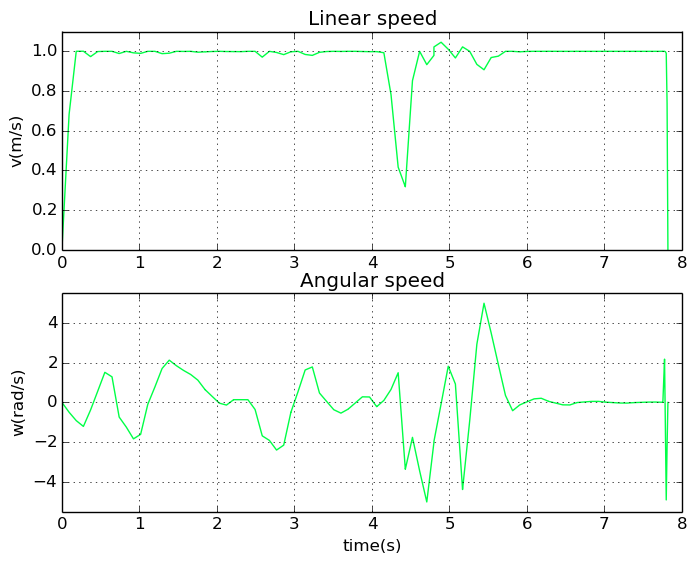 Linear speed
v(m/s)
1.0
0.8
0.6
0.4
0.2
0.0
0 1 2 3 4 5 6 7 8
Angular speed
w(rad/s)
4
2
0
−2
−4
0 1 2 3 4 5 6 7 8
time(s)